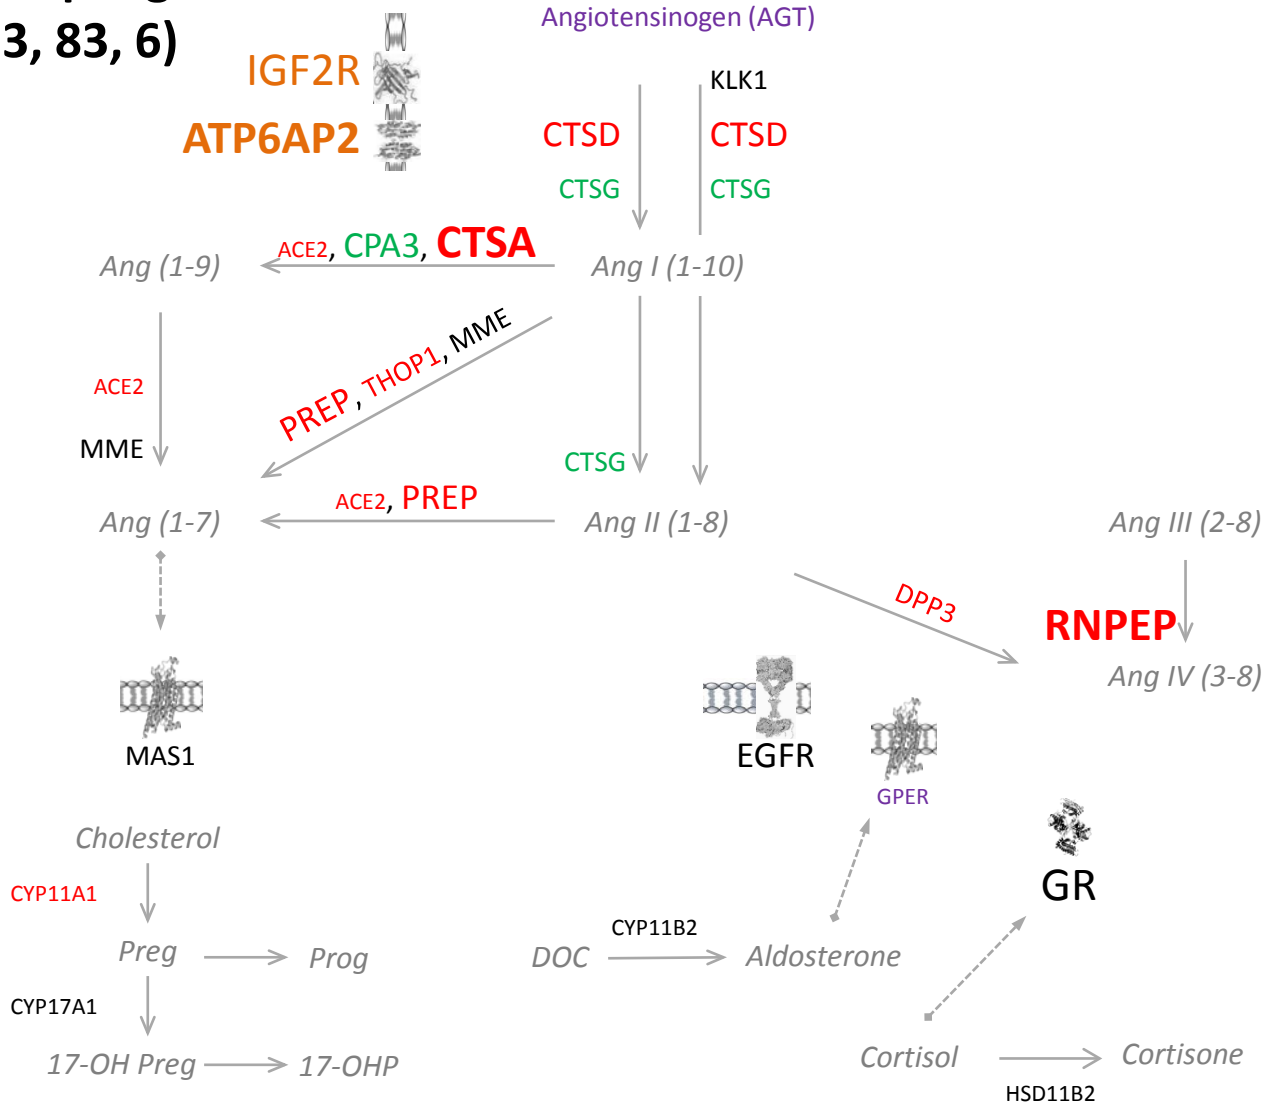 3, 83, 6)
Angiotensinogen (AGT)
IGF2R
ATP6AP2
KLK1
CTSD
CTSD
CTSG
CTSG
Ang (1-9)
ACE2, CPA3, CTSA
Ang I (1-10)
ACE2
MME
PREP, THOP1, MME
CTSG
Ang (1-7)
ACE2, PREP
Ang II (1-8)
Ang III (2-8)
DPP3
RNPEP
Ang IV (3-8)
MAS1
EGFR
GPER
GR
Cholesterol
CYP11A1
Preg
Prog
CYP17A1
17-OH Preg
17-OHP
DOC
CYP11B2
Aldosterone
Cortisol
HSD11B2
Cortisone